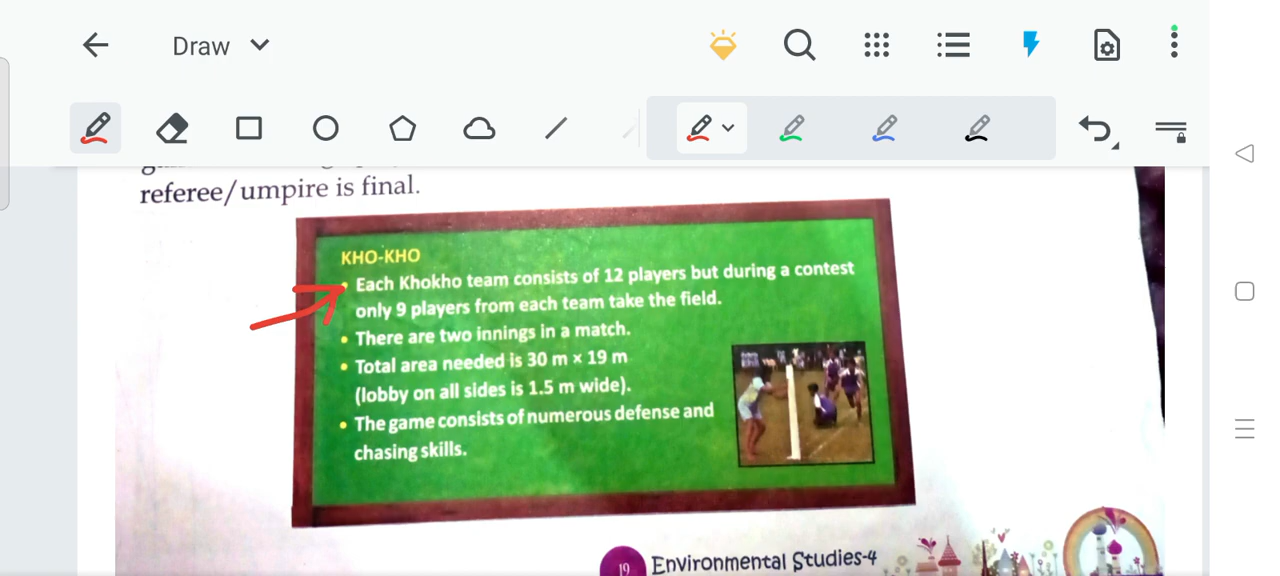 Draw
referee/umpire is final.
KHO-KHO
• Each Khokho team consists of 12 players but during a contest
only 9 players from each team take the field.
• There are two innings in a match.
• Total area needed is 30 m × 19 m
(lobby on all sides is 1.5 m wide).
• The game consists of numerous defense and
chasing skills.
19 Environmental Studies-4